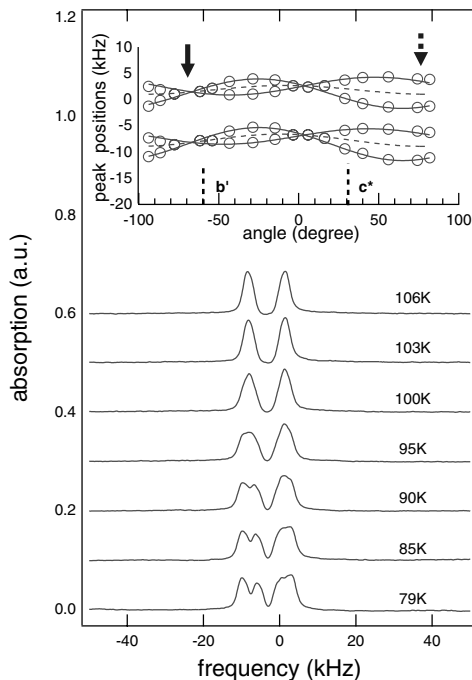 1.2
1.0
0.8
0.6
0.4
0.2
0.0
absorption (a.u.)
10
5
0
-5
-10
-15
-20
peak positions (kHz)
-100
-50
0
50
100
angle (degree)
b'
c*
106K
103K
100K
95K
90K
85K
79K
-40
-20
0
20
40
frequency (kHz)